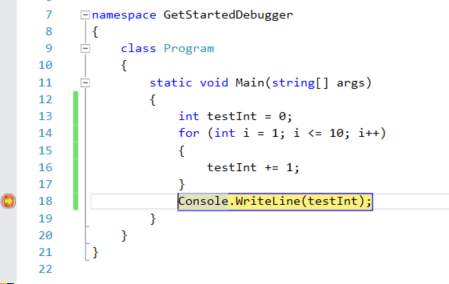 7 namespace GetStartedDebugger
8 {
9 class Program
10 {
11 static void Main(string[] args)
12 {
13 int testInt = 0;
14 for (int i = 1; i <= 10; i++)
15 {
16 testInt += 1;
17 }
18 Console.WriteLine(testInt);
19 }
20 }
21 }
22